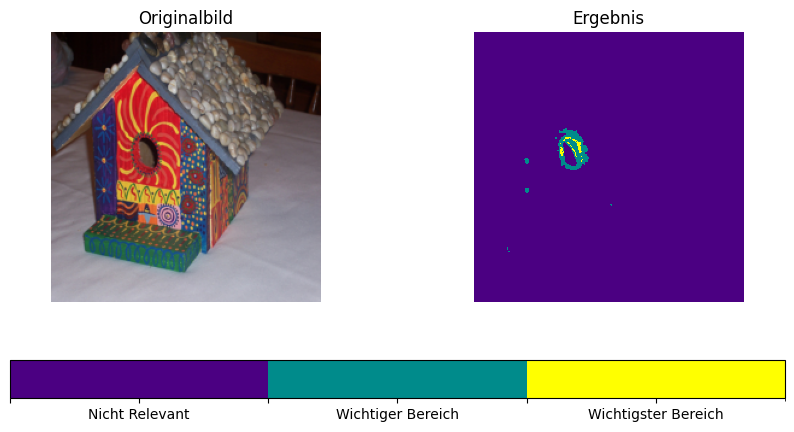 Originalbild
Ergebnis
Nicht Relevant
Wichtiger Bereich
Wichtigster Bereich